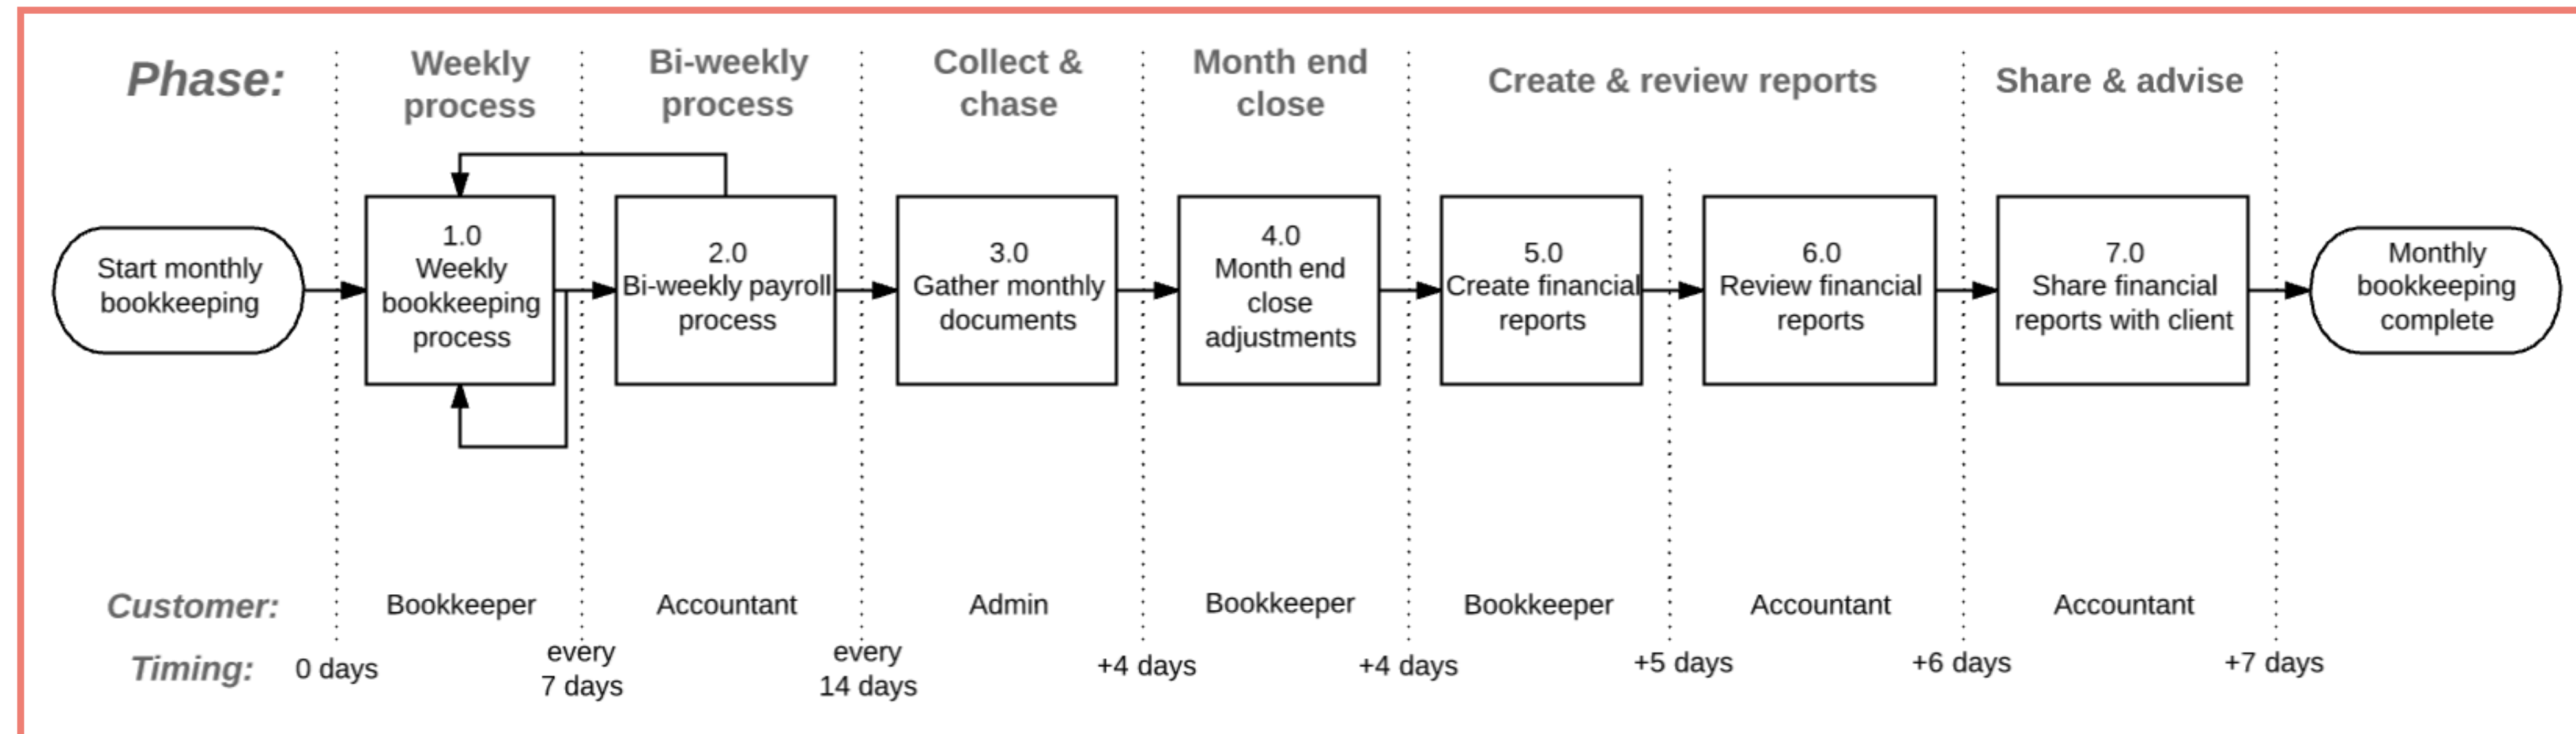 Phase:
Weekly
process
Bi-weekly
process
Collect &
chase
Month end
close
Create & review reports
Share & advise
Start monthly
bookkeeping
1.0
Weekly
bookkeeping
process
2.0
Bi-weekly payroll
process
3.0
Gather monthly
documents
4.0
Month end
close
adjustments
5.0
Create financial
reports
6.0
Review financial
reports
7.0
Share financial
reports with client
Monthly
bookkeeping
complete
Customer:
Bookkeeper
Accountant
Admin
Bookkeeper
Bookkeeper
Accountant
Accountant
Timing:
0 days
every
7 days
every
14 days
+4 days
+4 days
+5 days
+6 days
+7 days